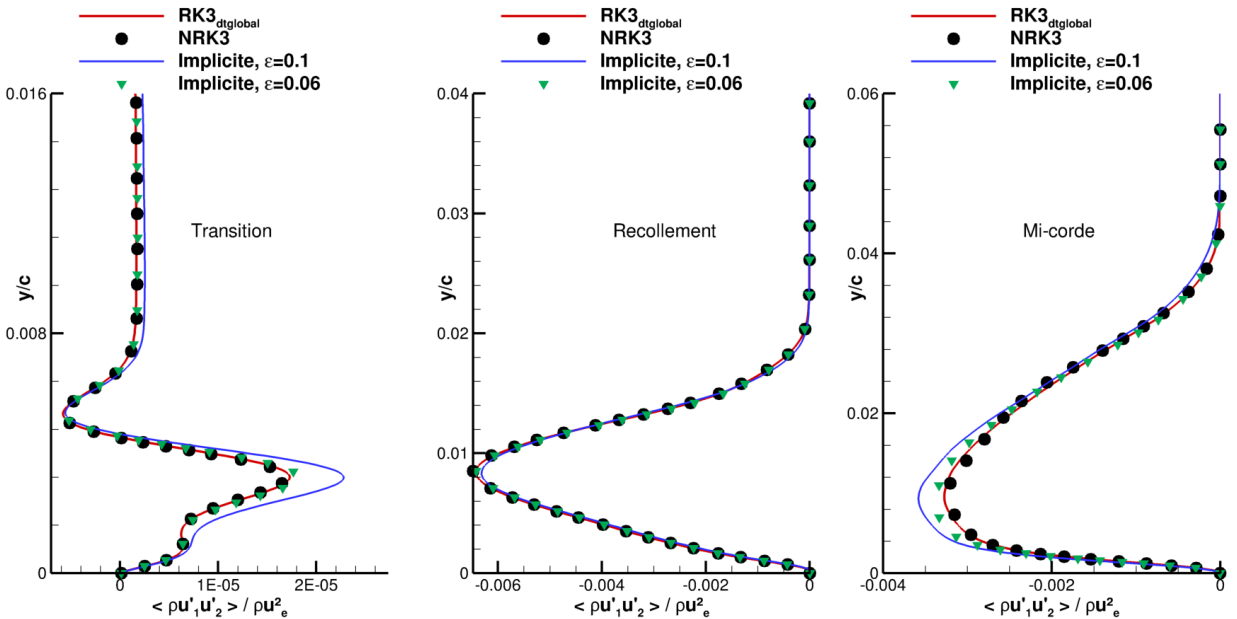 RK3dtglobal
NRK3
Implicite, ε=0.1
Implicite, ε=0.06
0.016
0.008
0
y/c
Transition
0 1E-05 2E-05
< ρu'1u'2 > / ρu²e
RK3dtglobal
NRK3
Implicite, ε=0.1
Implicite, ε=0.06
0.04
0.03
0.02
0.01
0
y/c
Recollement
-0.006 -0.004 -0.002 0
< ρu'1u'2 > / ρu²e
RK3dtglobal
NRK3
Implicite, ε=0.1
Implicite, ε=0.06
0.06
0.04
0.02
0
y/c
Mi-corde
-0.004 -0.002 0
< ρu'1u'2 > / ρu²e